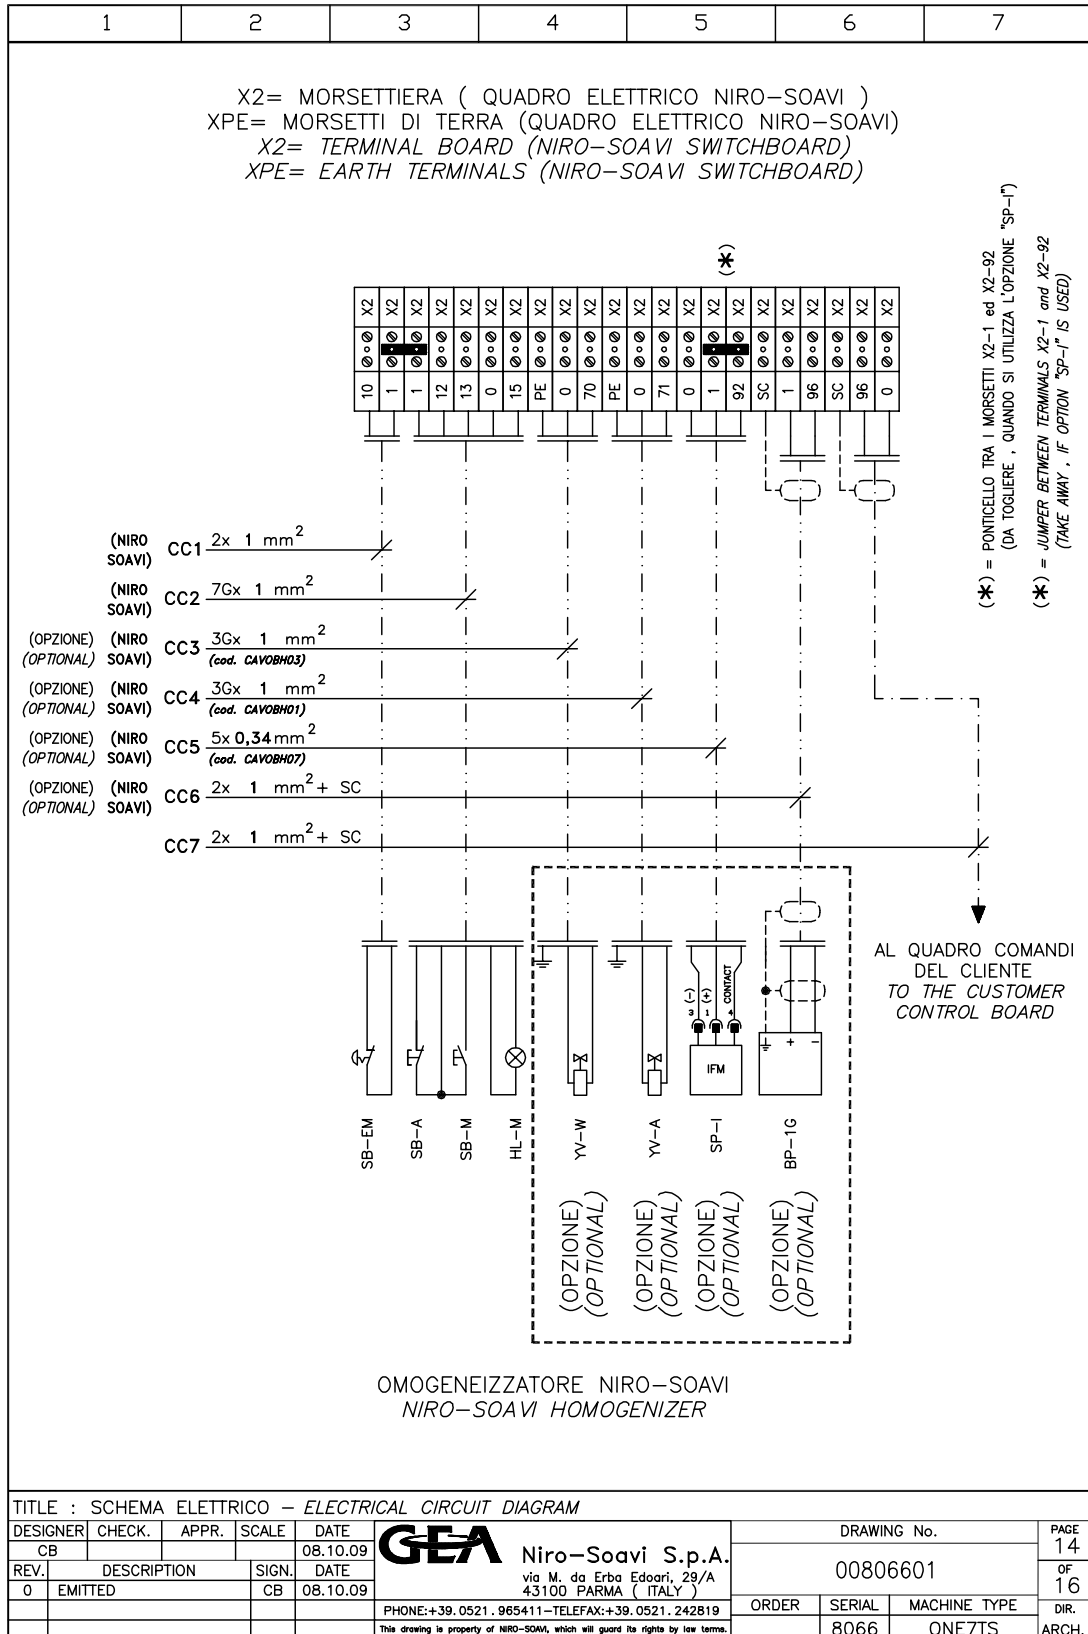 1 2 3 4 5 6 7
X2= MORSETTIERA ( QUADRO ELETTRICO NIRO-SOAVI )
XPE= MORSETTI DI TERRA (QUADRO ELETTRICO NIRO-SOAVI)
X2= TERMINAL BOARD (NIRO-SOAVI SWITCHBOARD)
XPE= EARTH TERMINALS (NIRO-SOAVI SWITCHBOARD)
(*)
X2 X2 X2 X2 X2 X2 X2 X2 X2 X2 X2 X2 X2 X2 X2 X2 X2 X2 X2 X2 X2 X2
10 1 1 12 13 0 15 PE 0 70 PE 0 71 0 1 92 SC 1 96 SC 96 0
(*) = PONTICELLO TRA I MORSETTI X2-1 ed X2-92
(DA TOGLIERE , QUANDO SI UTILIZZA L'OPZIONE "SP-I")
(*) = JUMPER BETWEEN TERMINALS X2-1 and X2-92
(TAKE AWAY , IF OPTION "SP-I" IS USED)
(NIRO SOAVI) CC1 2x 1 mm2
(NIRO SOAVI) CC2 7Gx 1 mm2
(OPZIONE) (NIRO CC3 3Gx 1 mm2
(OPTIONAL) SOAVI) (cod. CAVOBH03)
(OPZIONE) (NIRO CC4 3Gx 1 mm2
(OPTIONAL) SOAVI) (cod. CAVOBH01)
(OPZIONE) (NIRO CC5 5x 0,34 mm2
(OPTIONAL) SOAVI) (cod. CAVOBH07)
(OPZIONE) (NIRO CC6 2x 1 mm2+ SC
(OPTIONAL) SOAVI)
CC7 2x 1 mm2+ SC
AL QUADRO COMANDI
DEL CLIENTE
TO THE CUSTOMER
CONTROL BOARD
(-) (+) CONTACT
3 1 4
IFM
+ -
SB-EM SB-A SB-M HL-M YV-W YV-A SP-I BP-1G
(OPZIONE) (OPZIONE) (OPZIONE) (OPZIONE)
(OPTIONAL) (OPTIONAL) (OPTIONAL) (OPTIONAL)
OMOGENEIZZATORE NIRO-SOAVI
NIRO-SOAVI HOMOGENIZER
TITLE : SCHEMA ELETTRICO - ELECTRICAL CIRCUIT DIAGRAM
DESIGNER CHECK. APPR. SCALE DATE
CB 08.10.09
REV. DESCRIPTION SIGN. DATE
0 EMITTED CB 08.10.09
GEA
Niro-Soavi S.p.A.
via M. da Erba Edoari, 29/A
43100 PARMA ( ITALY )
PHONE:+39.0521.965411-TELEFAX:+39.0521.242819
This drawing is property of NIRO-SOAVI, which will guard its rights by law terms.
DRAWING No.
00806601
ORDER SERIAL MACHINE TYPE
8066 ONE7TS
PAGE
14
OF
16
DIR.
ARCH.